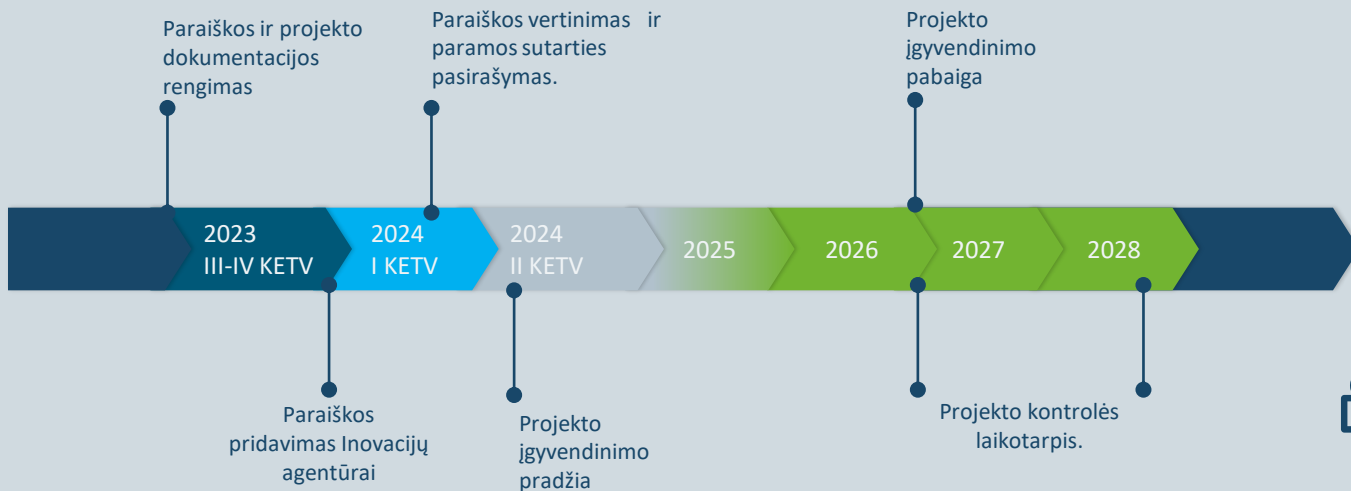 Paraiškos ir projekto
dokumentacijos
rengimas
Paraiškos vertinimas ir
paramos sutarties
pasirašymas.
Projekto
įgyvendinimo
pabaiga
2023
III-IV KETV
2024
I KETV
2024
II KETV
2025
2026
2027
2028
Paraiškos
pridavimas Inovacijų
agentūrai
Projekto
įgyvendinimo
pradžia
Projekto kontrolės
laikotarpis.